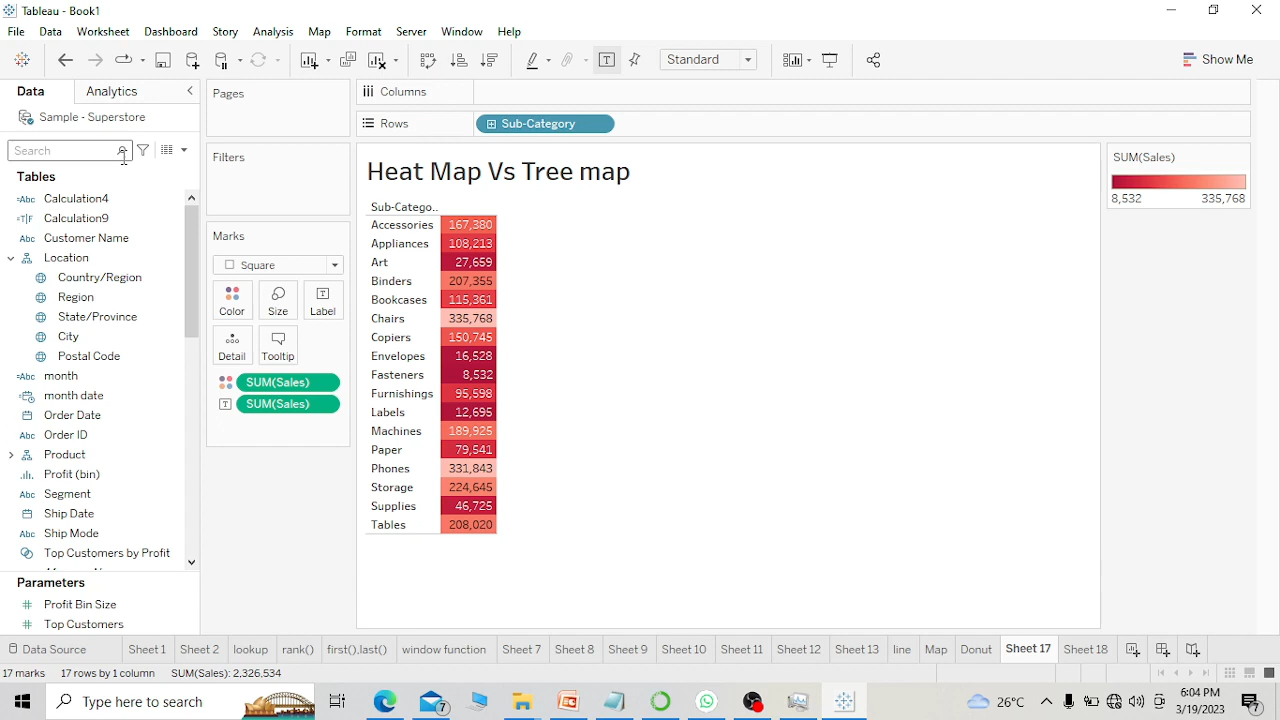 Tableau - Book1
File Data Worksheet Dashboard Story Analysis Map Format Server Window Help
Standard
Show Me
Data Analytics
Pages
Columns
Sample - Superstore
Rows
Sub-Category
Search
Filters
Heat Map Vs Tree map
SUM(Sales)
8,532 335,768
Tables
Abc Calculation4
T|F Calculation9
Abc Customer Name
Location
Country/Region
Region
State/Province
City
Postal Code
Abc month
month date
Order Date
Abc Order ID
Product
Profit (bin)
Abc Segment
Ship Date
Abc Ship Mode
Top Customers by Profit
Parameters
Profit Bin Size
Top Customers
Marks
Square
Color Size Label
Detail Tooltip
SUM(Sales)
SUM(Sales)
Sub-Catego..
Accessories 167,380
Appliances 108,213
Art 27,659
Binders 207,355
Bookcases 115,361
Chairs 335,768
Copiers 150,745
Envelopes 16,528
Fasteners 8,532
Furnishings 95,598
Labels 12,695
Machines 189,925
Paper 79,541
Phones 331,843
Storage 224,645
Supplies 46,725
Tables 208,020
Data Source Sheet 1 Sheet 2 lookup rank() first(),last() window function Sheet 7 Sheet 8 Sheet 9 Sheet 10 Sheet 11 Sheet 12 Sheet 13 line Map Donut Sheet 17 Sheet 18
17 marks 17 rows by 1 column SUM(Sales): 2,326,534
Type here to search
7
26°C
6:04 PM
3/19/2023
7